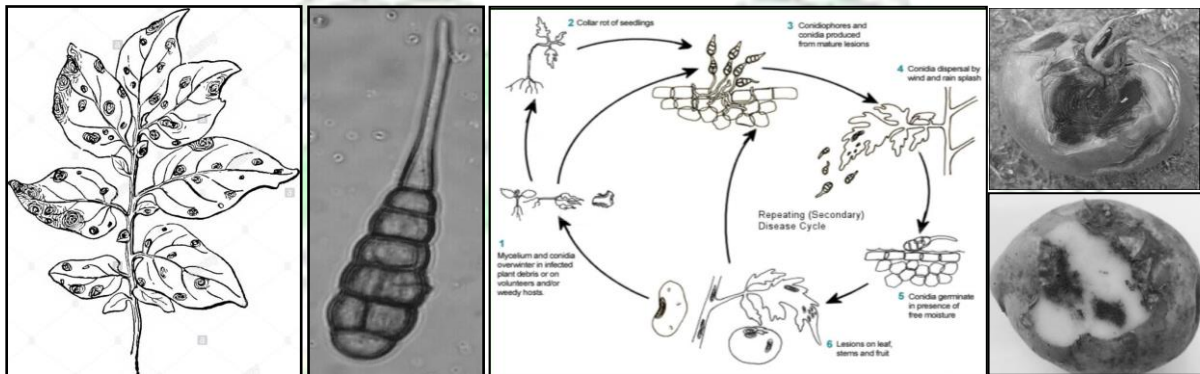 2 Collar rot of seedlings
3 Conidiophores and
conidia produced
from mature lesions
4 Conidia dispersal by
wind and rain splash
Repeating (Secondary)
Disease Cycle
1
Mycelium and conidia
overwinter in infected
plant debris or on
volunteers and/or
weedy hosts.
5 Conidia germinate
in presence of
free moisture
6 Lesions on leaf,
stems and fruit